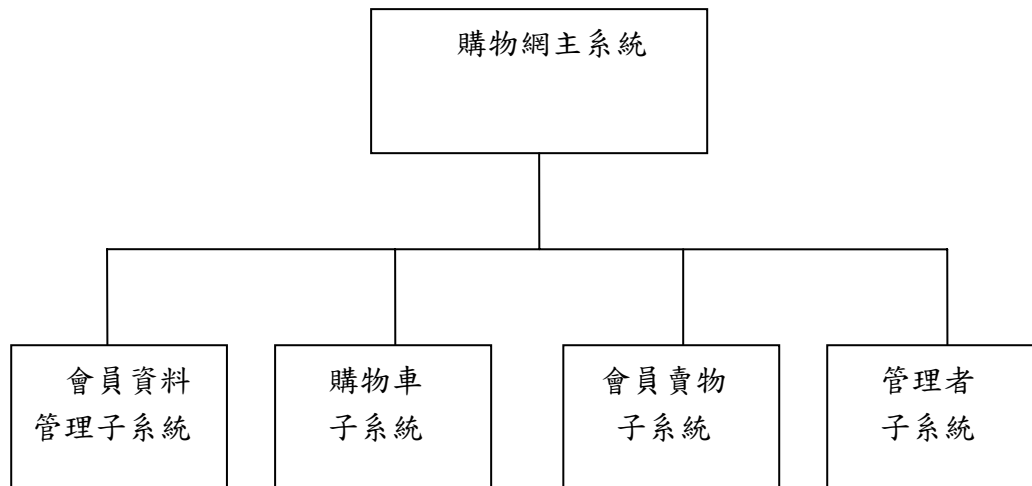 購物網主系統
會員資料
管理子系統
購物車
子系統
會員賣物
子系統
管理者
子系統